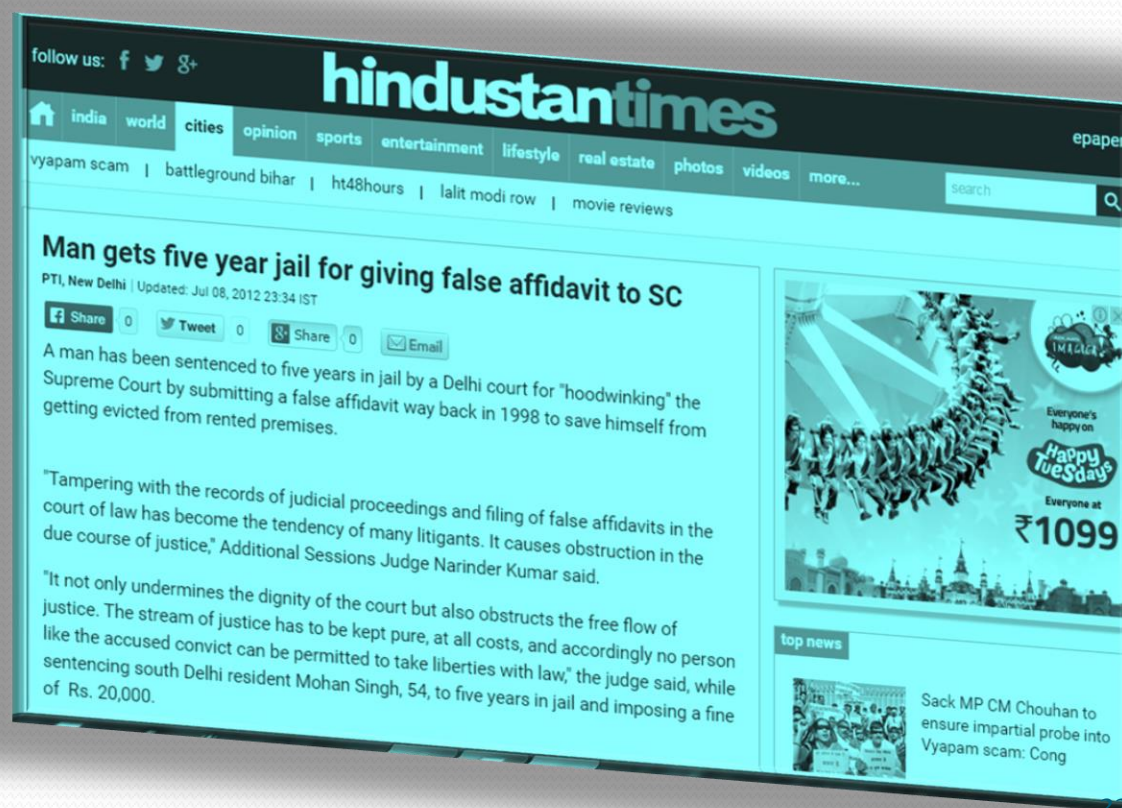 follow us: f g+
hindustantimes
epaper
india world cities opinion sports entertainment lifestyle real estate photos videos more...
search
vyapam scam | battleground bihar | ht48hours | lalit modi row | movie reviews
Man gets five year jail for giving false affidavit to SC
PTI, New Delhi | Updated: Jul 08, 2012 23:34 IST
f Share 0 Tweet 0 g+ Share 0 Email
A man has been sentenced to five years in jail by a Delhi court for "hoodwinking" the
Supreme Court by submitting a false affidavit way back in 1998 to save himself from
getting evicted from rented premises.
"Tampering with the records of judicial proceedings and filing of false affidavits in the
court of law has become the tendency of many litigants. It causes obstruction in the
due course of justice," Additional Sessions Judge Narinder Kumar said.
"It not only undermines the dignity of the court but also obstructs the free flow of
justice. The stream of justice has to be kept pure, at all costs, and accordingly no person
like the accused convict can be permitted to take liberties with law," the judge said, while
sentencing south Delhi resident Mohan Singh, 54, to five years in jail and imposing a fine
of Rs. 20,000.
IMAGICA
Everyone's
happy on
Happy
Tuesdays
Everyone at
₹1099
top news
Sack MP CM Chouhan to
ensure impartial probe into
Vyapam scam: Cong